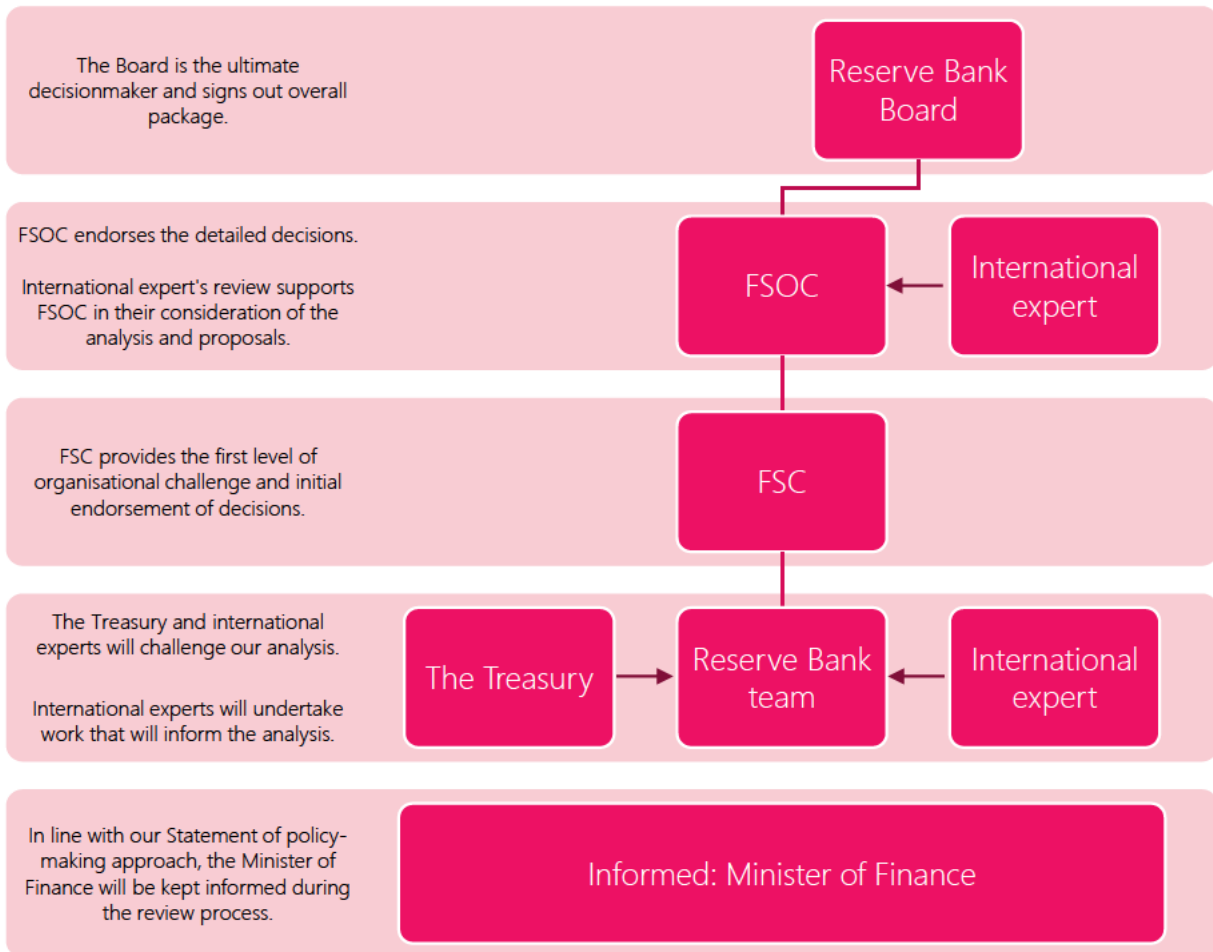 The Board is the ultimate
decisionmaker and signs out overall
package.
Reserve Bank
Board
FSOC endorses the detailed decisions.
International expert's review supports
FSOC in their consideration of the
analysis and proposals.
FSOC
International
expert
FSC provides the first level of
organisational challenge and initial
endorsement of decisions.
FSC
The Treasury and international
experts will challenge our analysis.
International experts will undertake
work that will inform the analysis.
The Treasury
Reserve Bank
team
International
expert
In line with our Statement of policy-
making approach, the Minister of
Finance will be kept informed during
the review process.
Informed: Minister of Finance